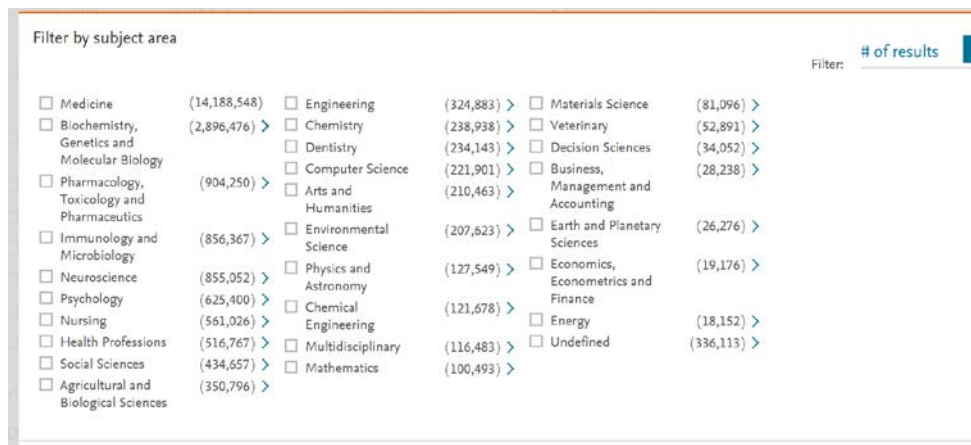 Filter by subject area
Filter:
# of results
Medicine (14,188,548)
Biochemistry, (2,896,476)
Genetics and
Molecular Biology
Pharmacology, (904,250)
Toxicology and
Pharmaceutics
Immunology and (856,367)
Microbiology
Neuroscience (855,052)
Psychology (625,400)
Nursing (561,026)
Health Professions (516,767)
Social Sciences (434,657)
Agricultural and (350,796)
Biological Sciences
Engineering (324,883)
Chemistry (238,938)
Dentistry (234,143)
Computer Science (221,901)
Arts and (210,463)
Humanities
Environmental (207,623)
Science
Physics and (127,549)
Astronomy
Chemical (121,678)
Engineering
Multidisciplinary (116,483)
Mathematics (100,493)
Materials Science (81,096)
Veterinary (52,891)
Decision Sciences (34,052)
Business, (28,238)
Management and
Accounting
Earth and Planetary (26,276)
Sciences
Economics, (19,176)
Econometrics and
Finance
Energy (18,152)
Undefined (336,113)